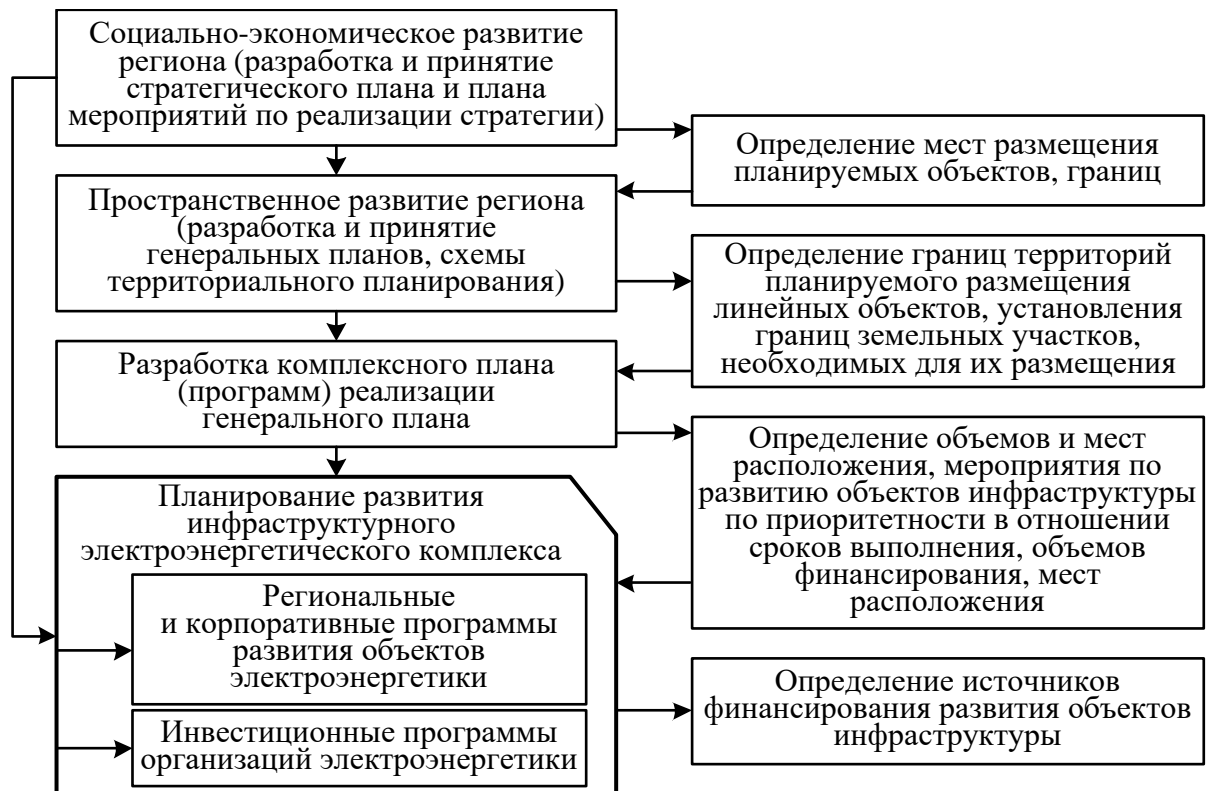 Социально-экономическое развитие
региона (разработка и принятие
стратегического плана и плана
мероприятий по реализации стратегии)
Определение мест размещения
планируемых объектов, границ
Пространственное развитие региона
(разработка и принятие
генеральных планов, схемы
территориального планирования)
Определение границ территорий
планируемого размещения
линейных объектов, установления
границ земельных участков,
необходимых для их размещения
Разработка комплексного плана
(программ) реализации
генерального плана
Определение объемов и мест
расположения, мероприятия по
развитию объектов инфраструктуры
по приоритетности в отношении
сроков выполнения, объемов
финансирования, мест
расположения
Планирование развития
инфраструктурного
электроэнергетического комплекса
Региональные
и корпоративные программы
развития объектов
электроэнергетики
Инвестиционные программы
организаций электроэнергетики
Определение источников
финансирования развития объектов
инфраструктуры